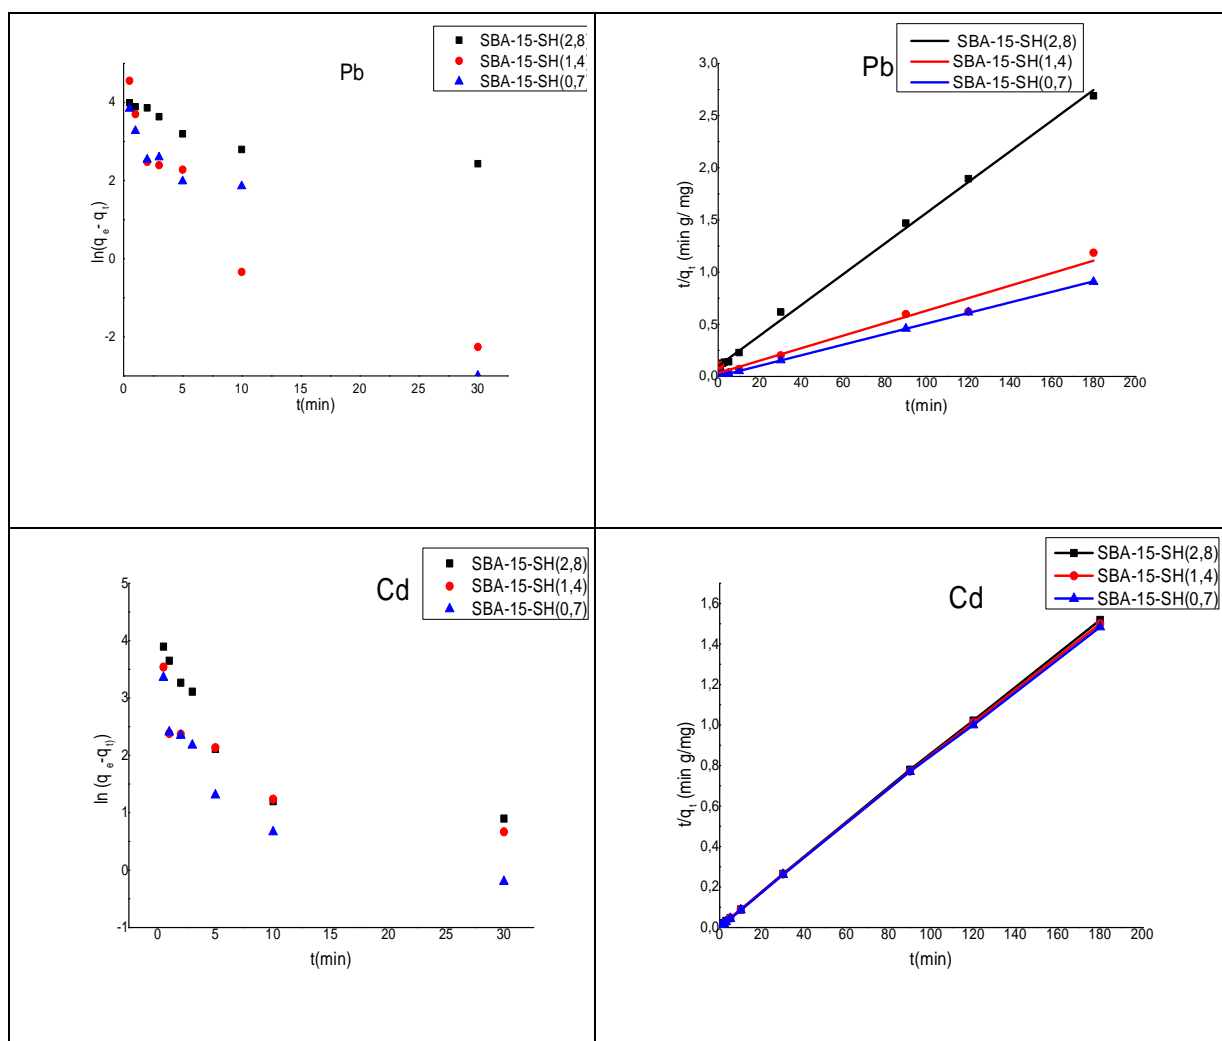 SBA-15-SH(2,8)
SBA-15-SH(1,4)
SBA-15-SH(0,7)
Pb
4
2
0
-2
ln(q e - q t)
0 5 10 15 20 25 30
t(min)
SBA-15-SH(2,8)
SBA-15-SH(1,4)
SBA-15-SH(0,7)
Pb
3,0
2,5
2,0
1,5
1,0
0,5
0,0
t/q t (min g/ mg)
0 20 40 60 80 100 120 140 160 180 200
t(min)
SBA-15-SH(2,8)
SBA-15-SH(1,4)
SBA-15-SH(0,7)
Cd
5
4
3
2
1
0
-1
ln (q e -q t)
0 5 10 15 20 25 30
t(min)
SBA-15-SH(2,8)
SBA-15-SH(1,4)
SBA-15-SH(0,7)
Cd
1,6
1,4
1,2
1,0
0,8
0,6
0,4
0,2
0,0
t/q t (min g/mg)
0 20 40 60 80 100 120 140 160 180 200
t(min)